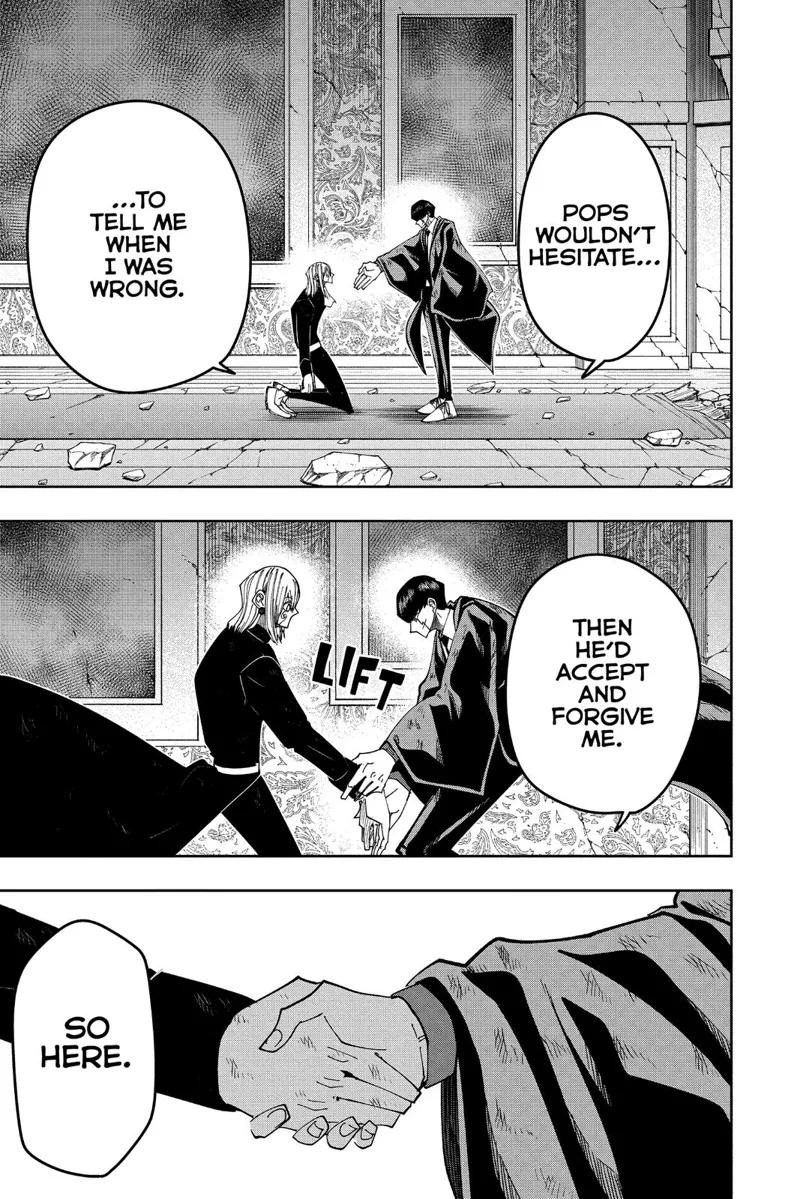 POPS
WOULDN'T
HESITATE...
...TO
TELL ME
WHEN
I WAS
WRONG.
LIFT
THEN
HE'D
ACCEPT
AND
FORGIVE
ME.
SO
HERE.